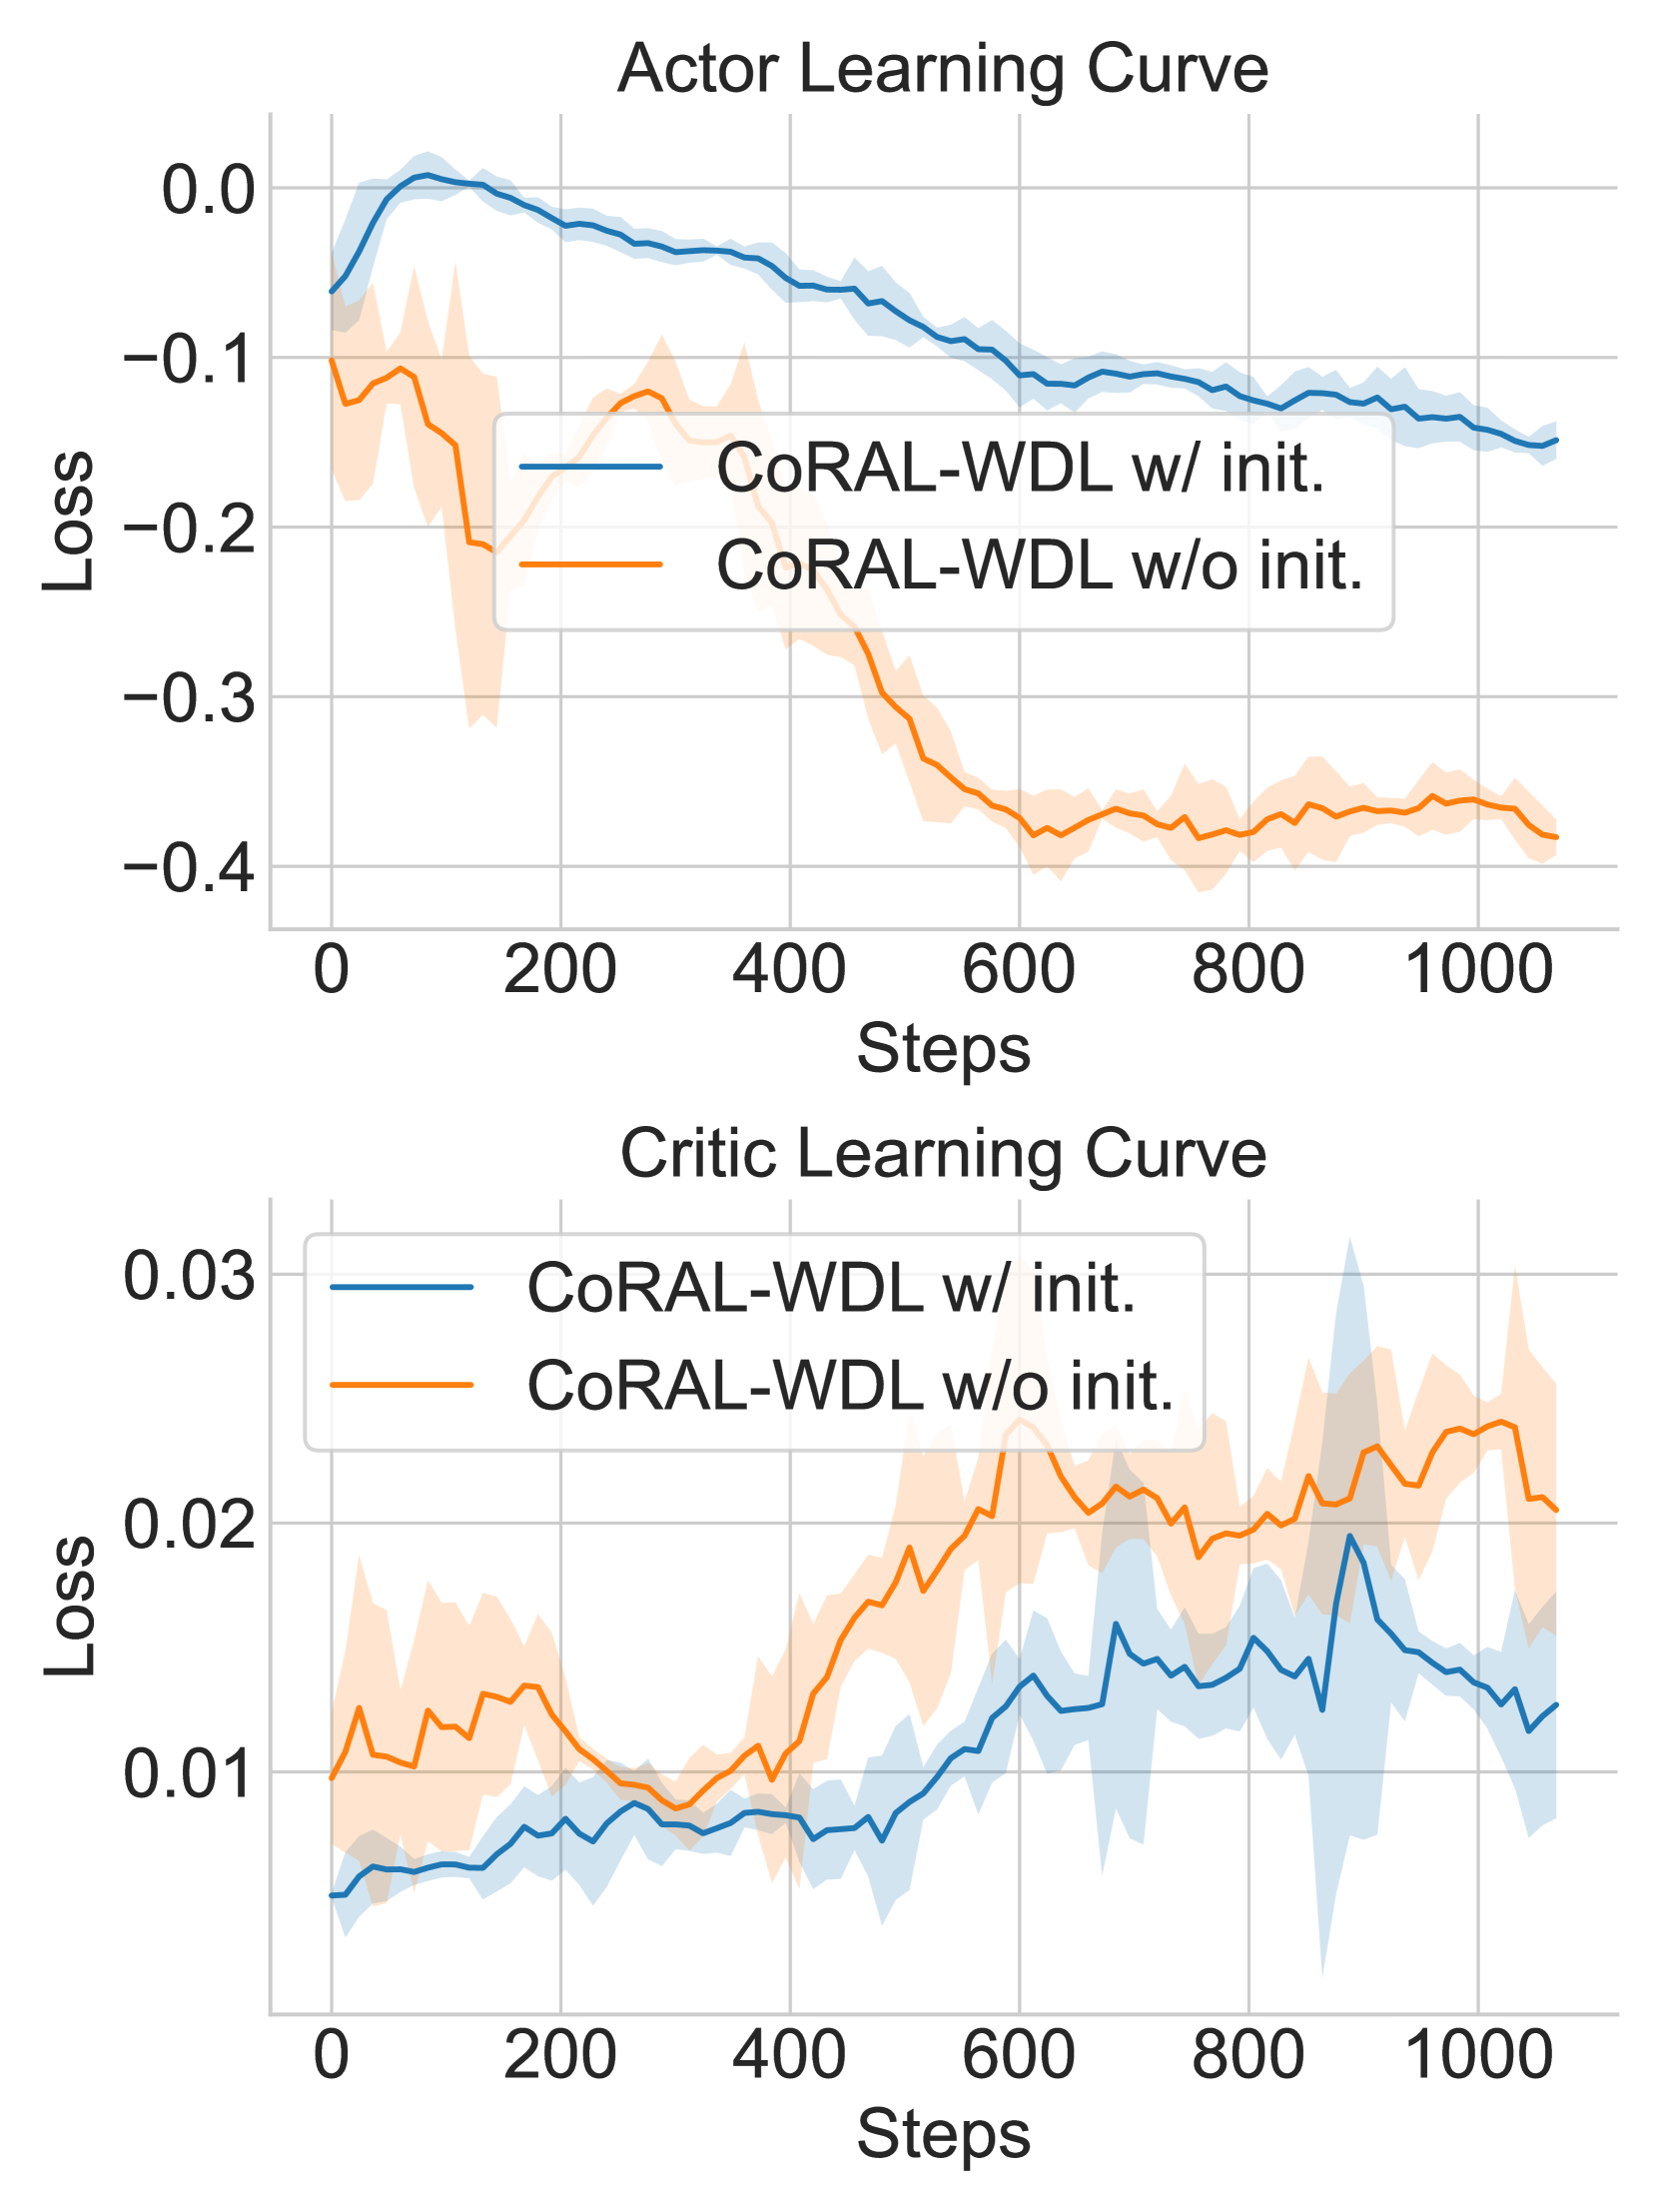 Actor Learning Curve
0.0
−0.1
−0.2
−0.3
−0.4
Loss
CoRAL-WDL w/ init.
CoRAL-WDL w/o init.
0 200 400 600 800 1000
Steps
Critic Learning Curve
0.03
0.02
0.01
Loss
CoRAL-WDL w/ init.
CoRAL-WDL w/o init.
0 200 400 600 800 1000
Steps